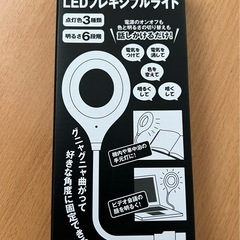 LEDフレキシブルライト
点灯色3種類
明るさ6段階
電源のオンオフも
色と明るさの切り替えも
話しかけるだけ!
電気を
つけて
電気を
消して
色を
変えて
明るく
して
暗く
して
グニャグニャ曲がって
好きな角度に固定でき
機内や車中泊の
手元灯に!
ビデオ会議の
顔を明るく!